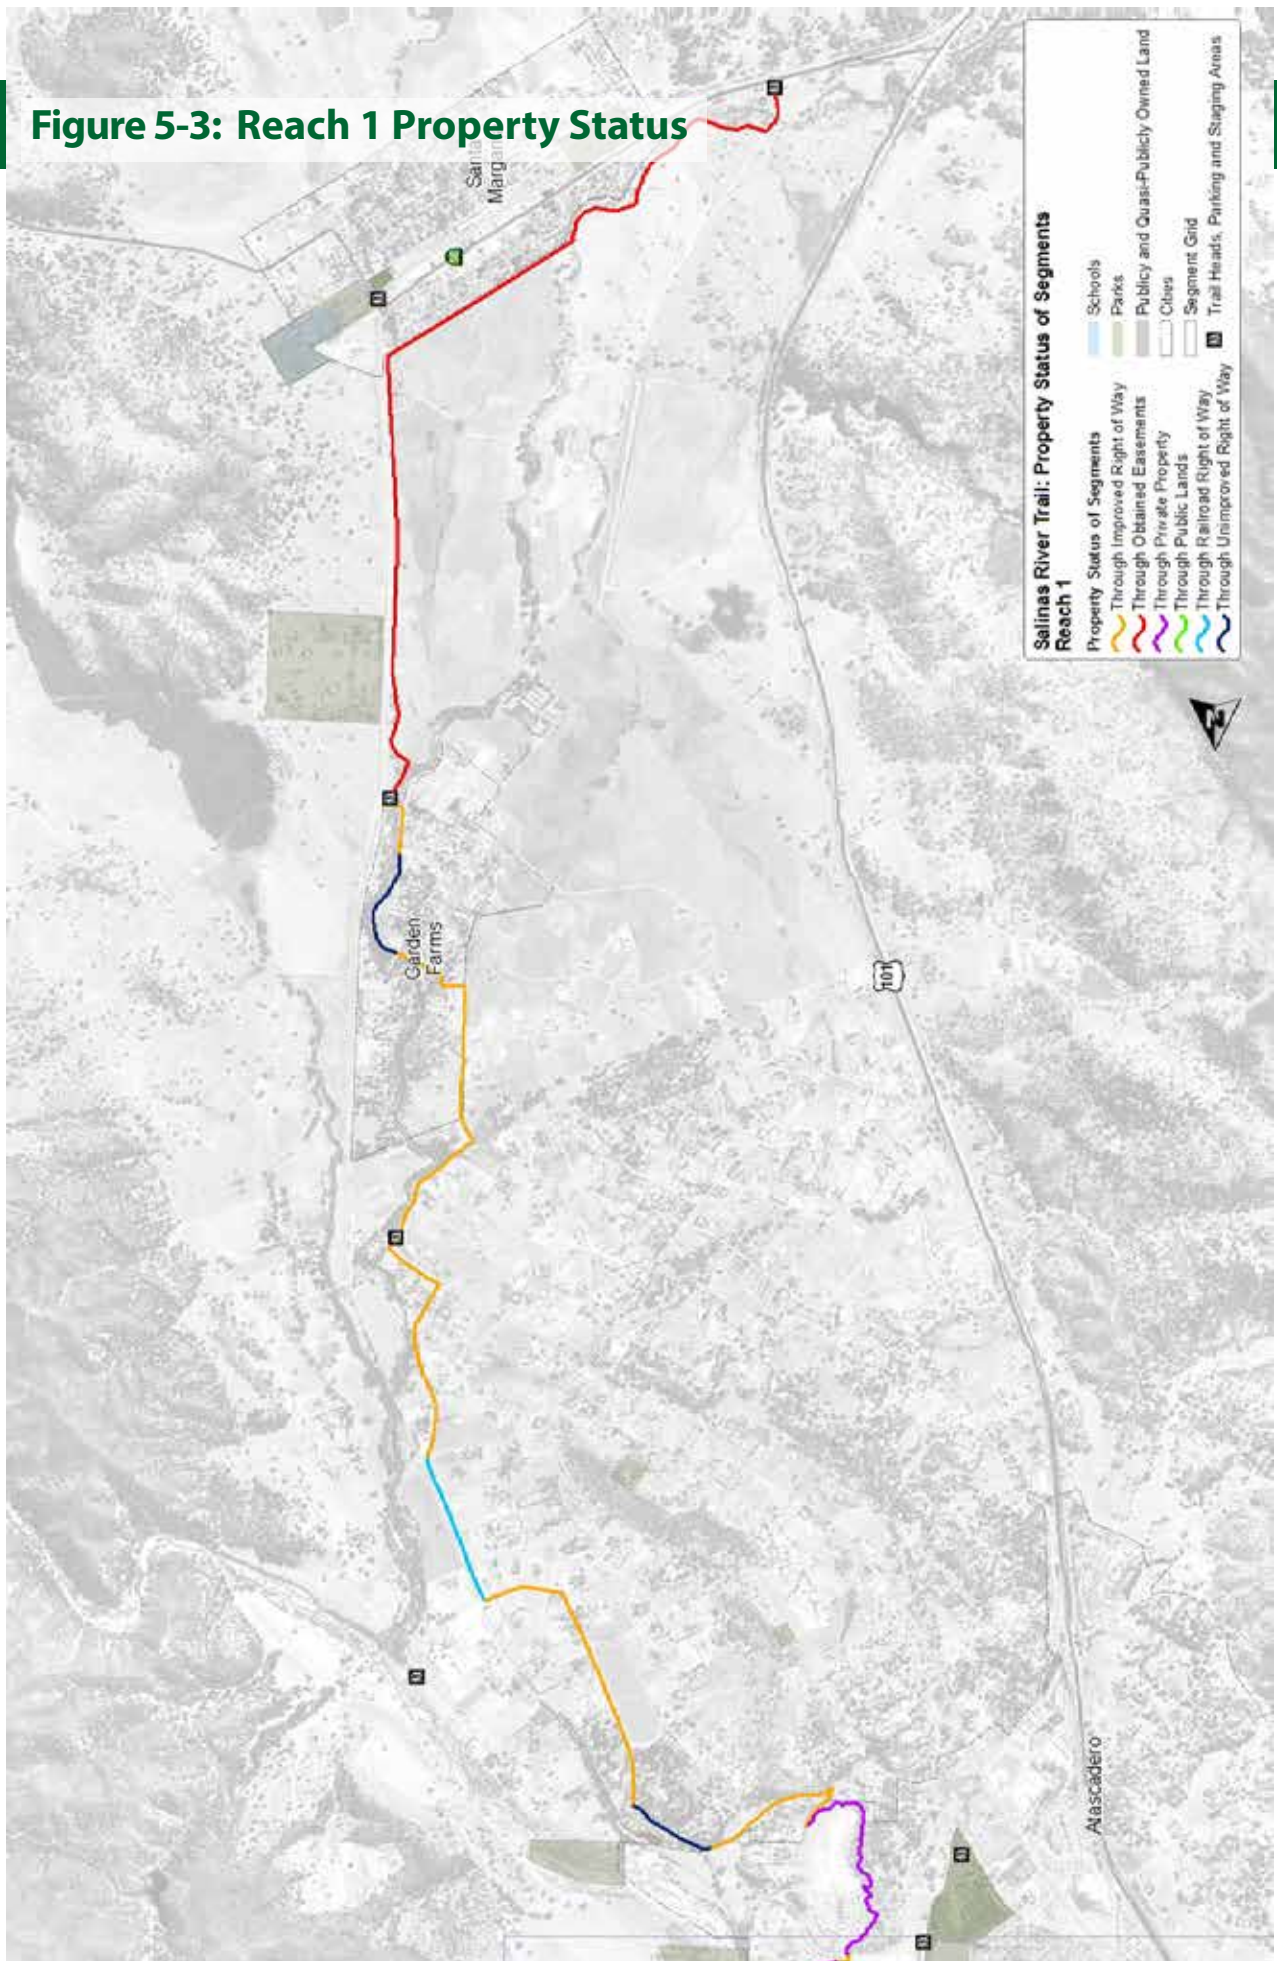 Figure 5-3: Reach 1 Property Status
Santa
Margar
Garden
Farms
101
Atascadero
Salinas River Trail: Property Status of Segments
Reach 1
Property Status of Segments
Through Improved Right of Way
Through Obtained Easements
Through Private Property
Through Public Lands
Through Railroad Right of Way
Through Unimproved Right of Way
Schools
Parks
Publicy and Quasi-Publicly Owned Land
Cities
Segment Grid
Trail Heads, Parking and Staging Areas
N